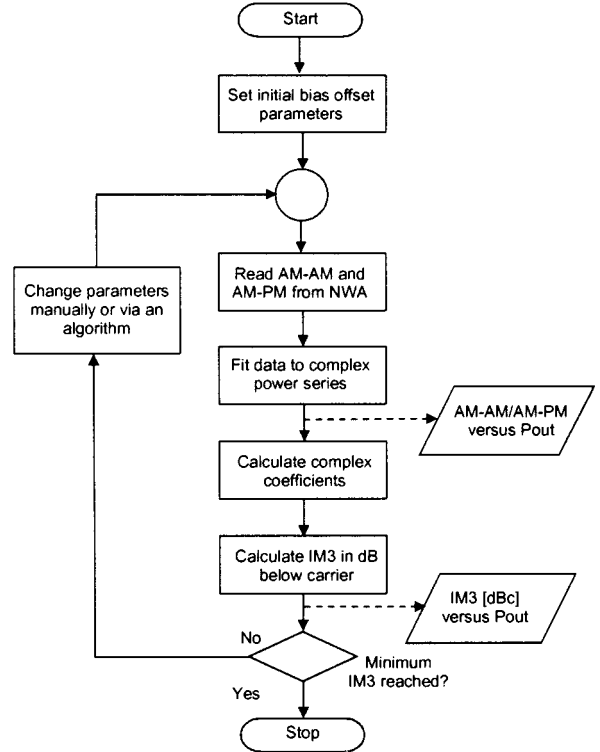 Start
Set initial bias offset
parameters
Read AM-AM and
AM-PM from NWA
Change parameters
manually or via an
algorithm
Fit data to complex
power series
AM-AM/AM-PM
versus Pout
Calculate complex
coefficients
Calculate IM3 in dB
below carrier
IM3 [dBc]
versus Pout
No
Minimum
IM3 reached?
Yes
Stop